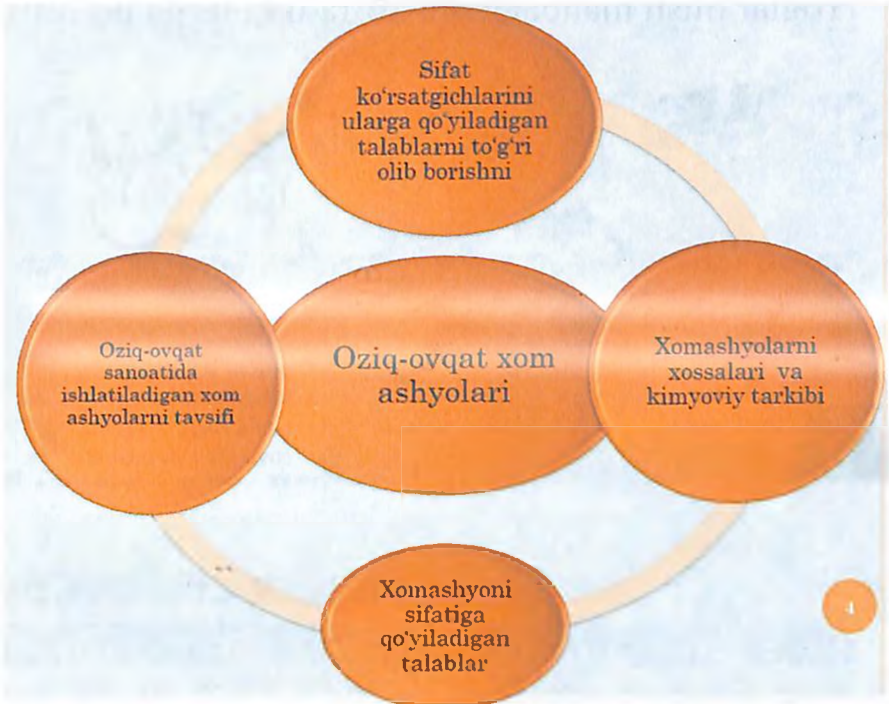 Sifat
ko‘rsatgichlarini
ularga qo‘yiladigan
talablarni to‘g‘ri
olib borishni
Oziq-ovqat
sanoatida
ishlatiladigan xom
ashyolarni tavsifi
Oziq-ovqat xom
ashyolari
Xomashyolarni
xossalari va
kimyoviy tarkibi
Xomashyoni
sifatiga
qo‘yiladigan
talablar
4